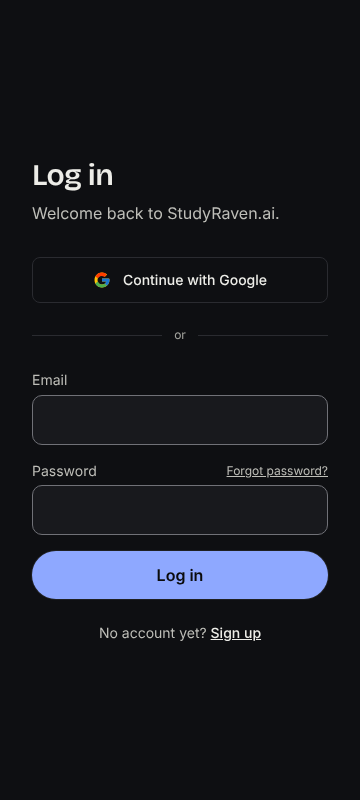 Log in
Welcome back to StudyRaven.ai.
Continue with Google
or
Email
Password
Forgot password?
Log in
No account yet? Sign up